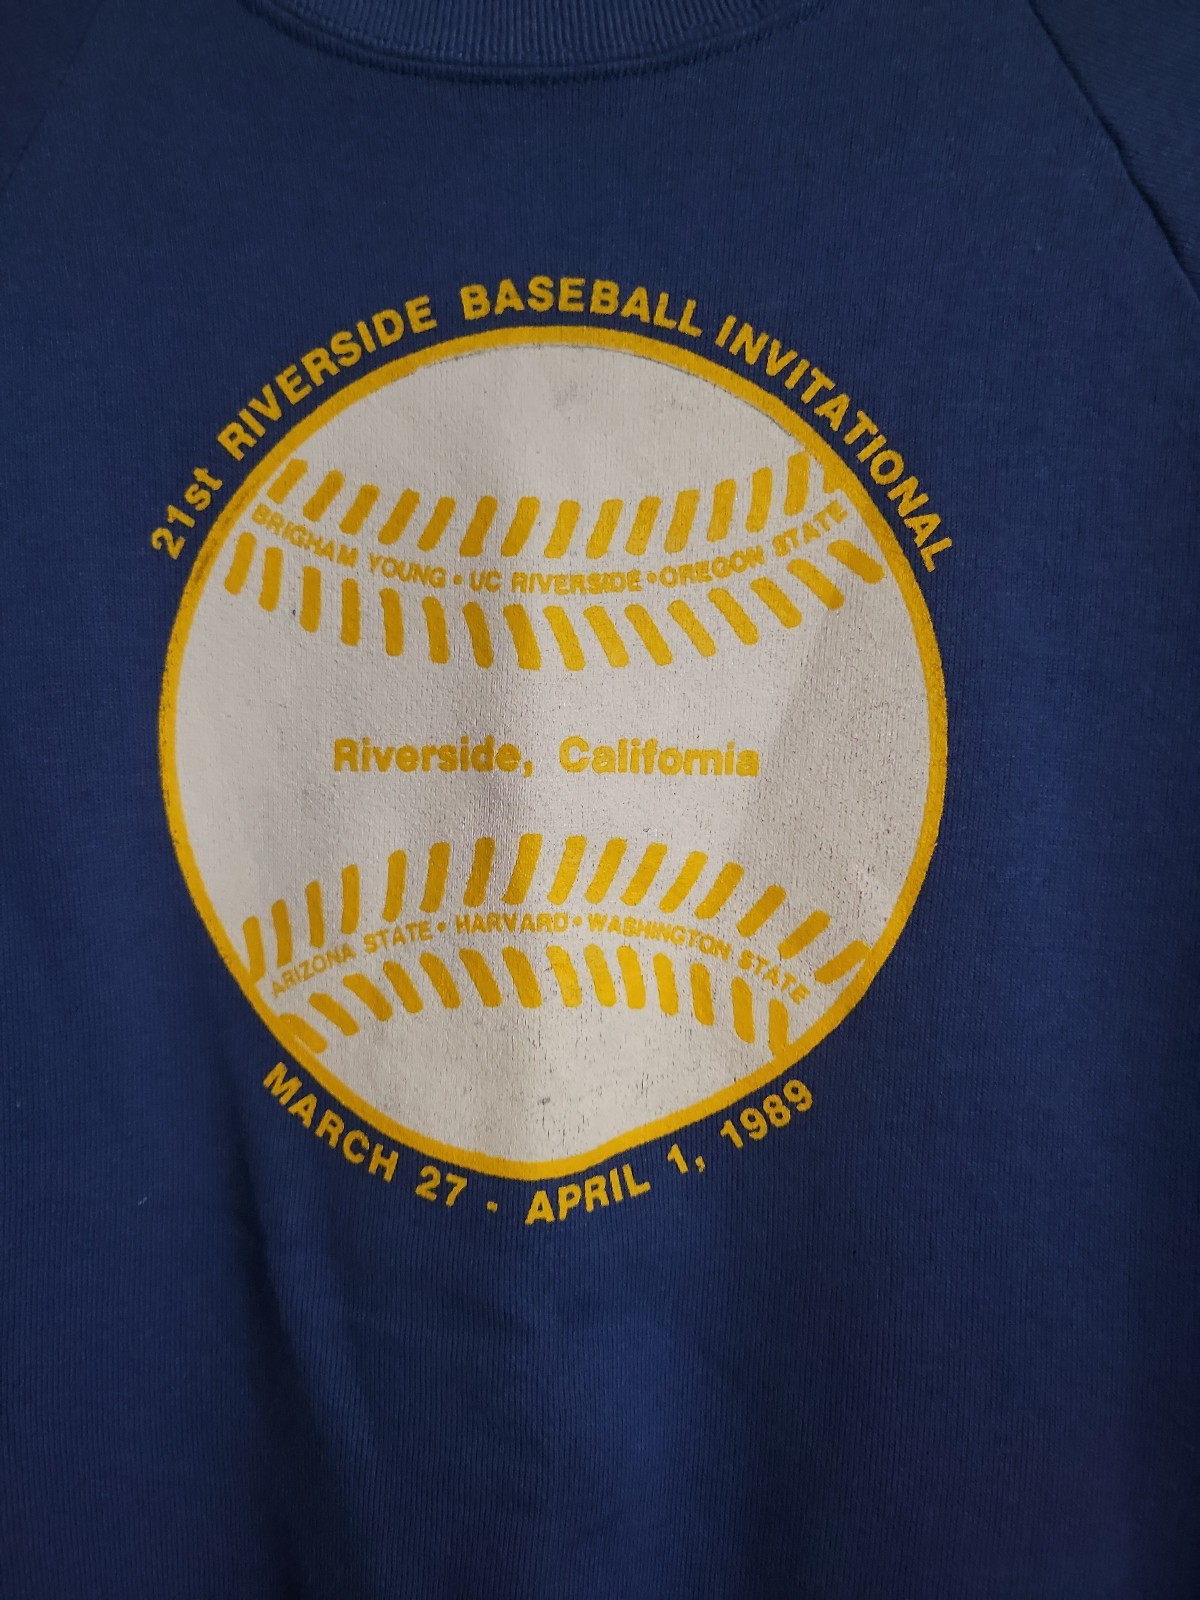 21st RIVERSIDE BASEBALL INVITATIONAL
BRIGHAM YOUNG • UC RIVERSIDE • OREGON STATE
Riverside, California
ARIZONA STATE • HARVARD • WASHINGTON STATE
MARCH 27 - APRIL 1, 1989